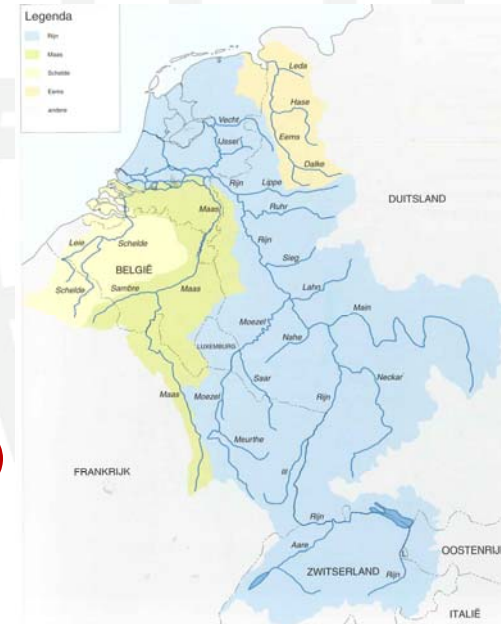 Legenda
Rijn
Maas
Schelde
Eems
andere
Leda
Hase
Eems
Dalke
Vecht
IJssel
Rijn
Lippe
Ruhr
DUITSLAND
Maas
Rijn
Leie
Schelde
Sieg
BELGIË
Schelde
Sambre
Maas
Lahn
Moezel
Main
Nahe
LUXEMBURG
Saar
Neckar
Maas
Moezel
Rijn
Meurthe
Ill
FRANKRIJK
Rijn
Aare
OOSTENRIJ
ZWITSERLAND
Rijn
ITALIË